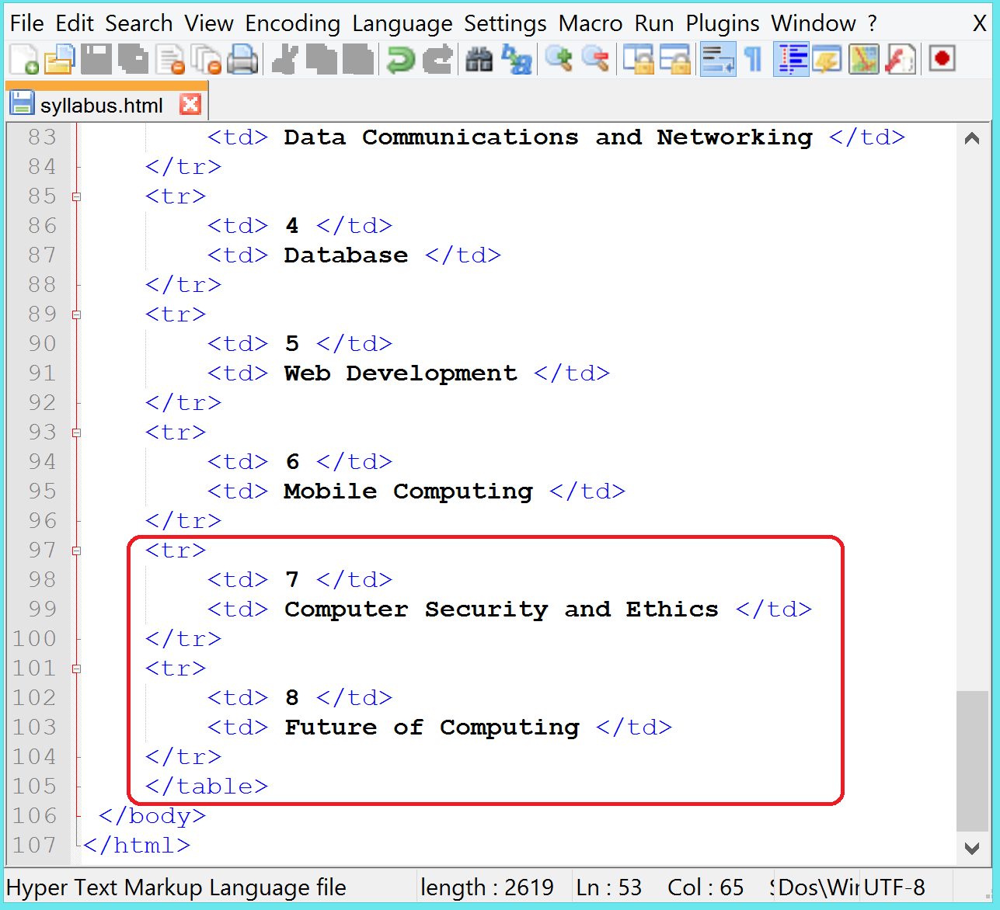 File Edit Search View Encoding Language Settings Macro Run Plugins Window ? X
syllabus.html
83 <td> Data Communications and Networking </td>
84 </tr>
85 <tr>
86 <td> 4 </td>
87 <td> Database </td>
88 </tr>
89 <tr>
90 <td> 5 </td>
91 <td> Web Development </td>
92 </tr>
93 <tr>
94 <td> 6 </td>
95 <td> Mobile Computing </td>
96 </tr>
97 <tr>
98 <td> 7 </td>
99 <td> Computer Security and Ethics </td>
100 </tr>
101 <tr>
102 <td> 8 </td>
103 <td> Future of Computing </td>
104 </tr>
105 </table>
106 </body>
107 </html>
Hyper Text Markup Language file length : 2619 Ln : 53 Col : 65 Dos\Wir UTF-8